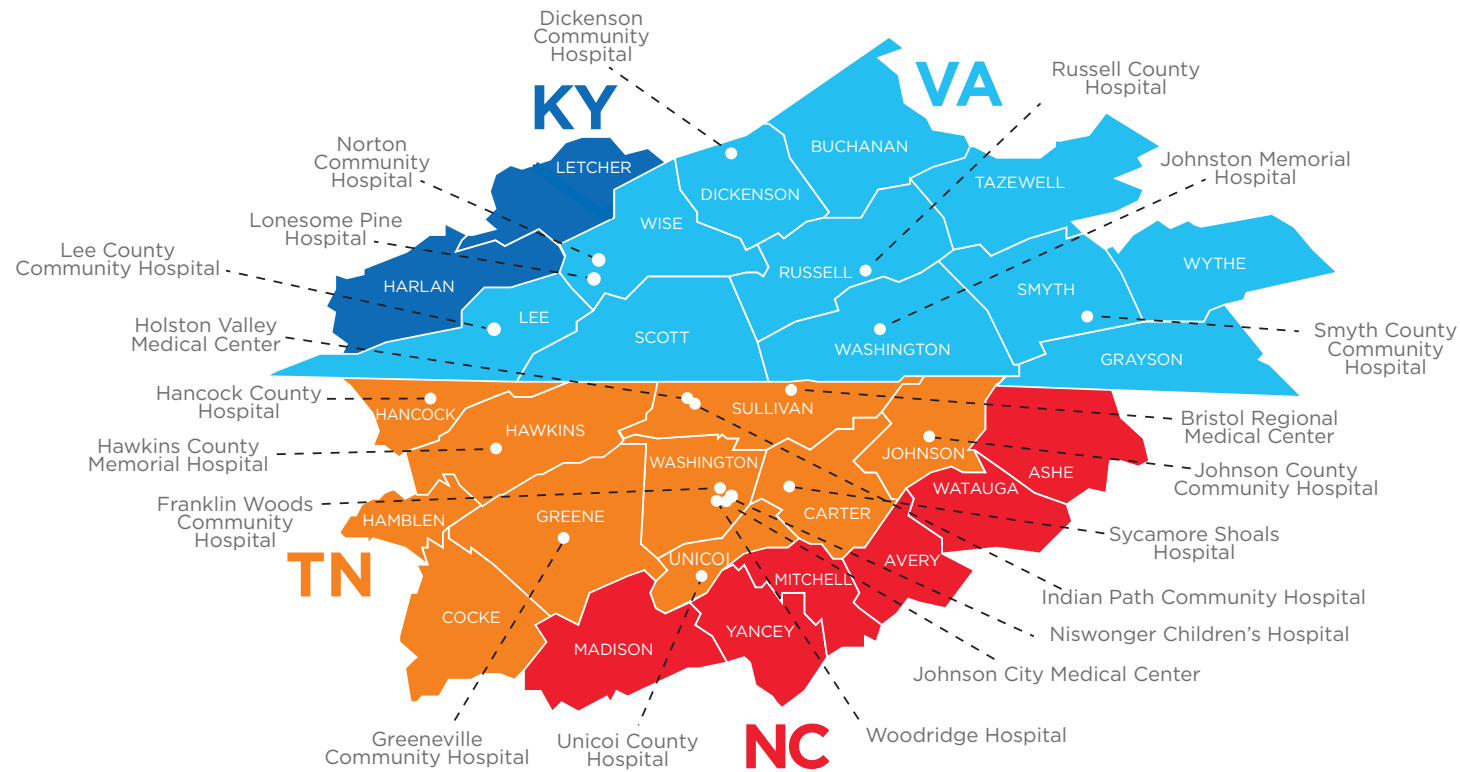 Dickenson
Community
Hospital
KY
VA
Russell County
Hospital
Norton
Community
Hospital
LETCHER
BUCHANAN
Johnston Memorial
Hospital
TAZEWELL
DICKENSON
Lonesome Pine
Hospital
WISE
Lee County
Community Hospital
WYTHE
RUSSELL
HARLAN
SMYTH
LEE
Holston Valley
Medical Center
SCOTT
WASHINGTON
GRAYSON
Smyth County
Community
Hospital
Hancock County
Hospital
HANCOCK
SULLIVAN
Bristol Regional
Medical Center
HAWKINS
Hawkins County
Memorial Hospital
WASHINGTON
JOHNSON
ASHE
Johnson County
Community Hospital
WATAUGA
Franklin Woods
Community
Hospital
HAMBLEN
GREENE
CARTER
Sycamore Shoals
Hospital
TN
UNICOI
AVERY
MITCHELL
Indian Path Community Hospital
COCKE
YANCEY
Niswonger Children's Hospital
MADISON
Johnson City Medical Center
Greeneville
Community Hospital
Unicoi County
Hospital
NC
Woodridge Hospital